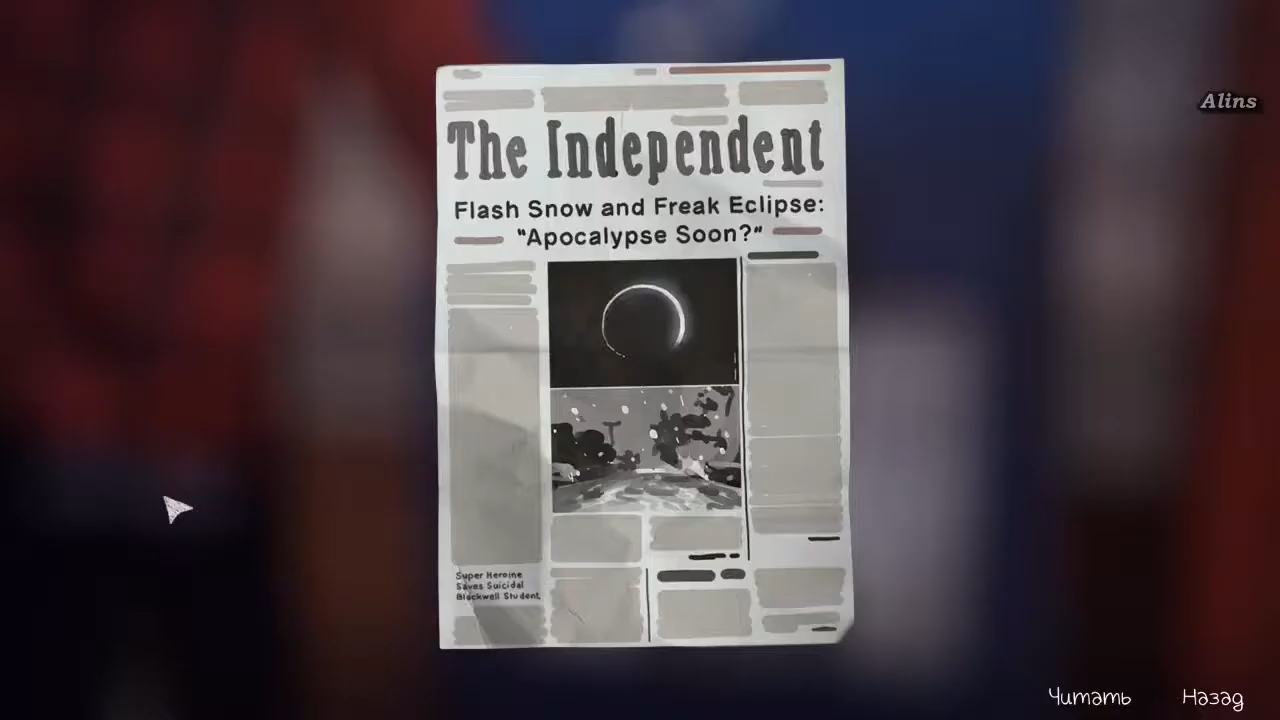 Alins
The Independent
Flash Snow and Freak Eclipse:
"Apocalypse Soon?"
Super Heroine
Saves Suicidal
Blackwell Student
Читать Назад